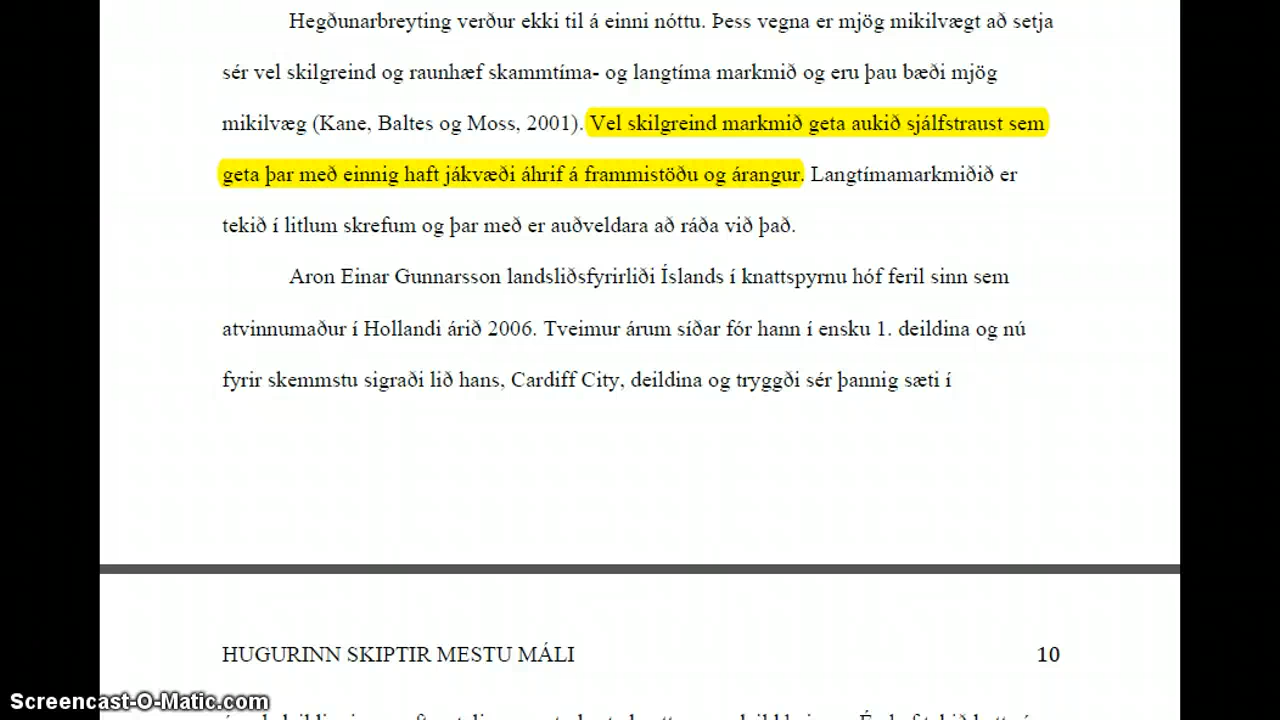 Hegðunarbreyting verður ekki til á einni nóttu. Þess vegna er mjög mikilvægt að setja
sér vel skilgreind og raunhæf skammtíma- og langtíma markmið og eru þau bæði mjög
mikilvæg (Kane, Baltes og Moss, 2001). Vel skilgreind markmið geta aukið sjálfstraust sem
geta þar með einnig haft jákvæði áhrif á frammistöðu og árangur. Langtímamarkmiðið er
tekið í litlum skrefum og þar með er auðveldara að ráða við það.
Aron Einar Gunnarsson landsliðsfyrirliði Íslands í knattspyrnu hóf feril sinn sem
atvinnumaður í Hollandi árið 2006. Tveimur árum síðar fór hann í ensku 1. deildina og nú
fyrir skemmstu sigraði lið hans, Cardiff City, deildina og tryggði sér þannig sæti í
HUGURINN SKIPTIR MESTU MÁLI 10
Screencast-O-Matic.com